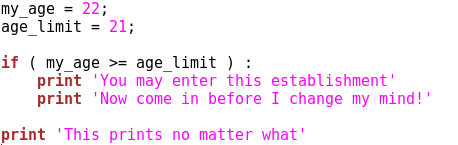 my_age = 22;
age_limit = 21;
if ( my_age >= age_limit ) :
print 'You may enter this establishment'
print 'Now come in before I change my mind!'
print 'This prints no matter what'